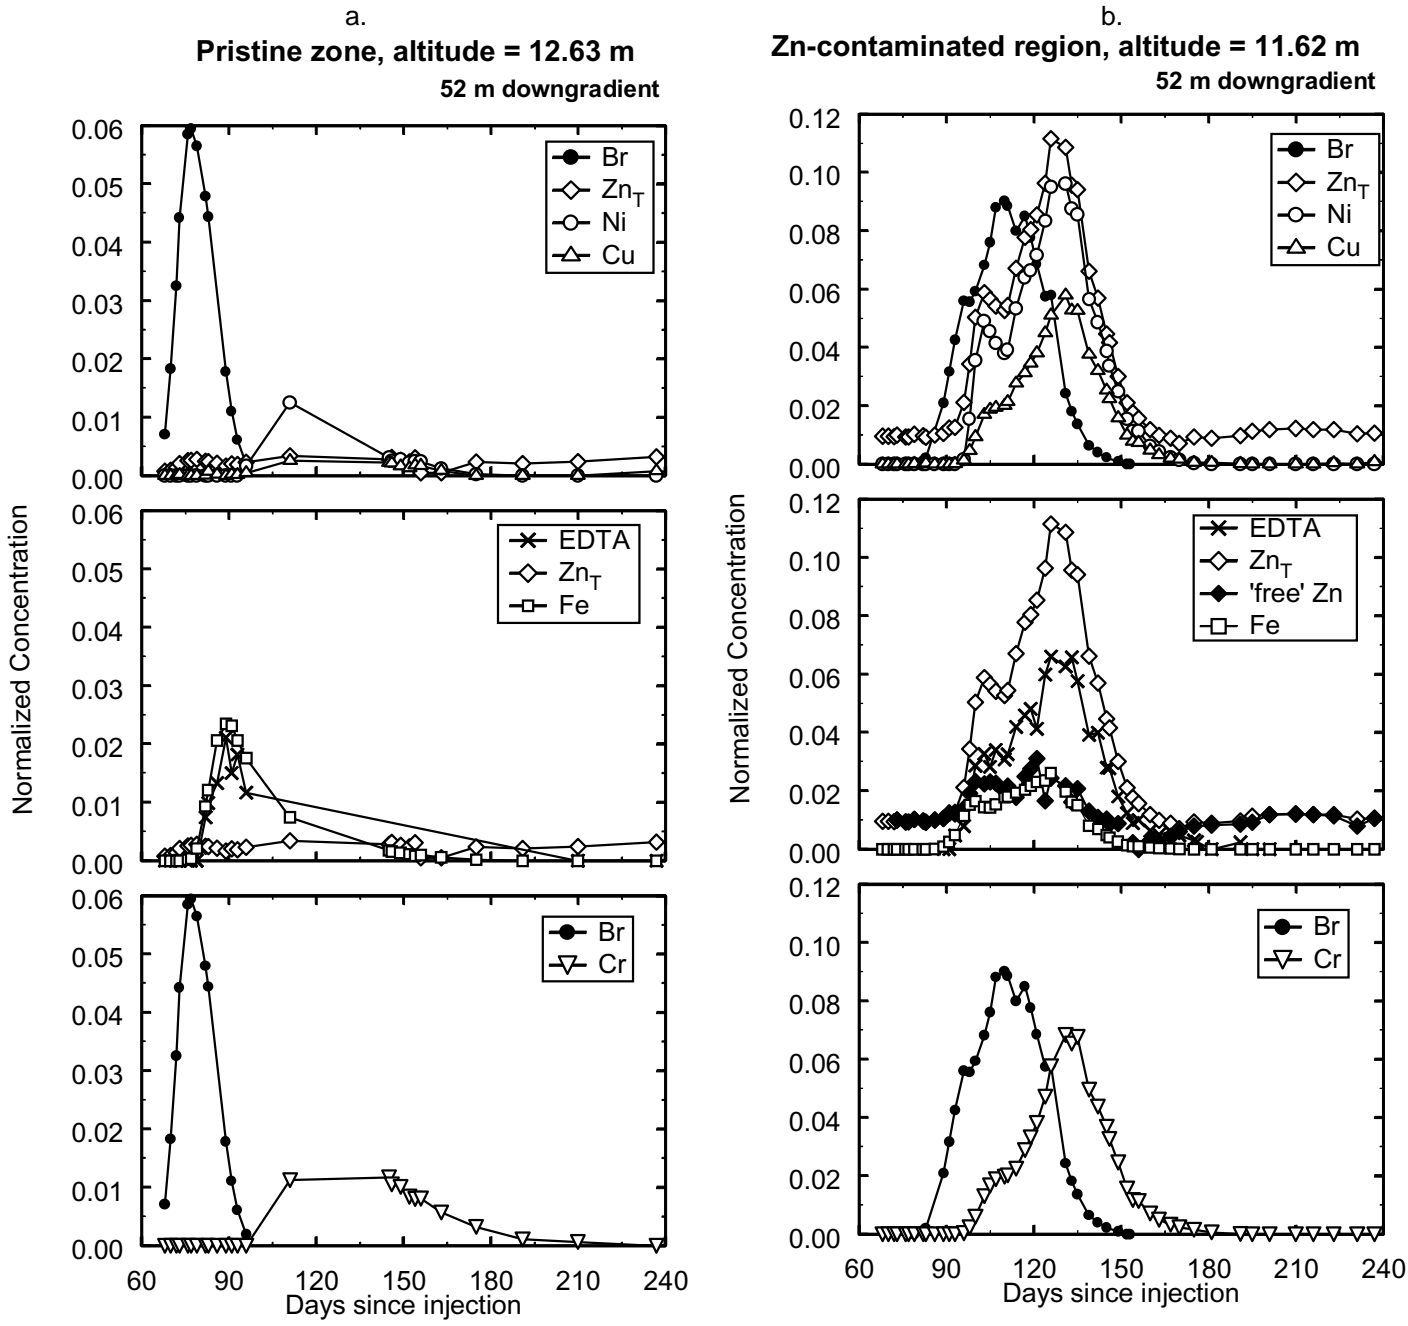 a.
Pristine zone, altitude = 12.63 m
52 m downgradient
b.
Zn-contaminated region, altitude = 11.62 m
52 m downgradient
Normalized Concentration
0.06
0.05
0.04
0.03
0.02
0.01
0.00
Br
ZnT
Ni
Cu
0.06
0.05
0.04
0.03
0.02
0.01
0.00
EDTA
ZnT
Fe
0.06
0.05
0.04
0.03
0.02
0.01
0.00
Br
Cr
60 90 120 150 180 210 240
Days since injection
Normalized Concentration
0.12
0.10
0.08
0.06
0.04
0.02
0.00
Br
ZnT
Ni
Cu
0.12
0.10
0.08
0.06
0.04
0.02
0.00
EDTA
ZnT
'free' Zn
Fe
0.12
0.10
0.08
0.06
0.04
0.02
0.00
Br
Cr
60 90 120 150 180 210 240
Days since injection